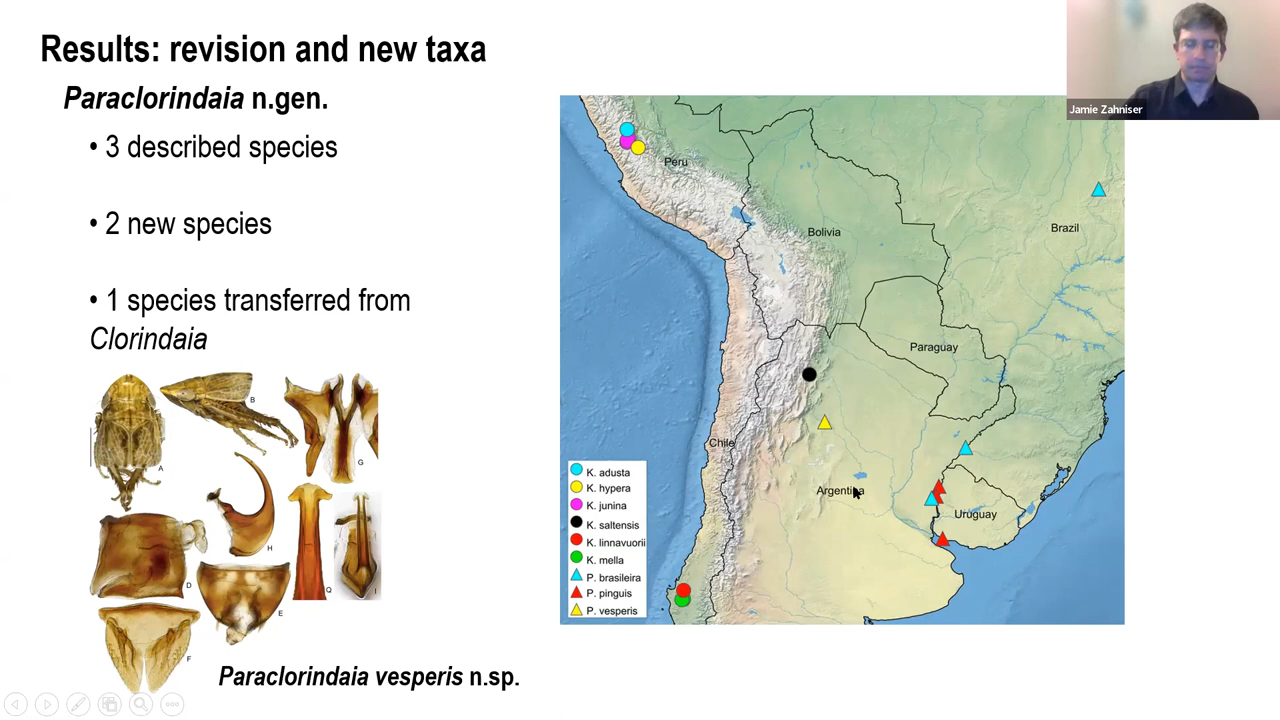 Results: revision and new taxa
Jamie Zahniser
Paraclorindaia n.gen.
• 3 described species
• 2 new species
• 1 species transferred from
Clorindaia
A
B
G
D
H
E
Q
I
F
Paraclorindaia vesperis n.sp.
Peru
Brazil
Bolivia
Paraguay
Chile
Argentina
Uruguay
K. adusta
K. hypera
K. junina
K. saltensis
K. linnavuorii
K. mella
P. brasileira
P. pinguis
P. vesperis